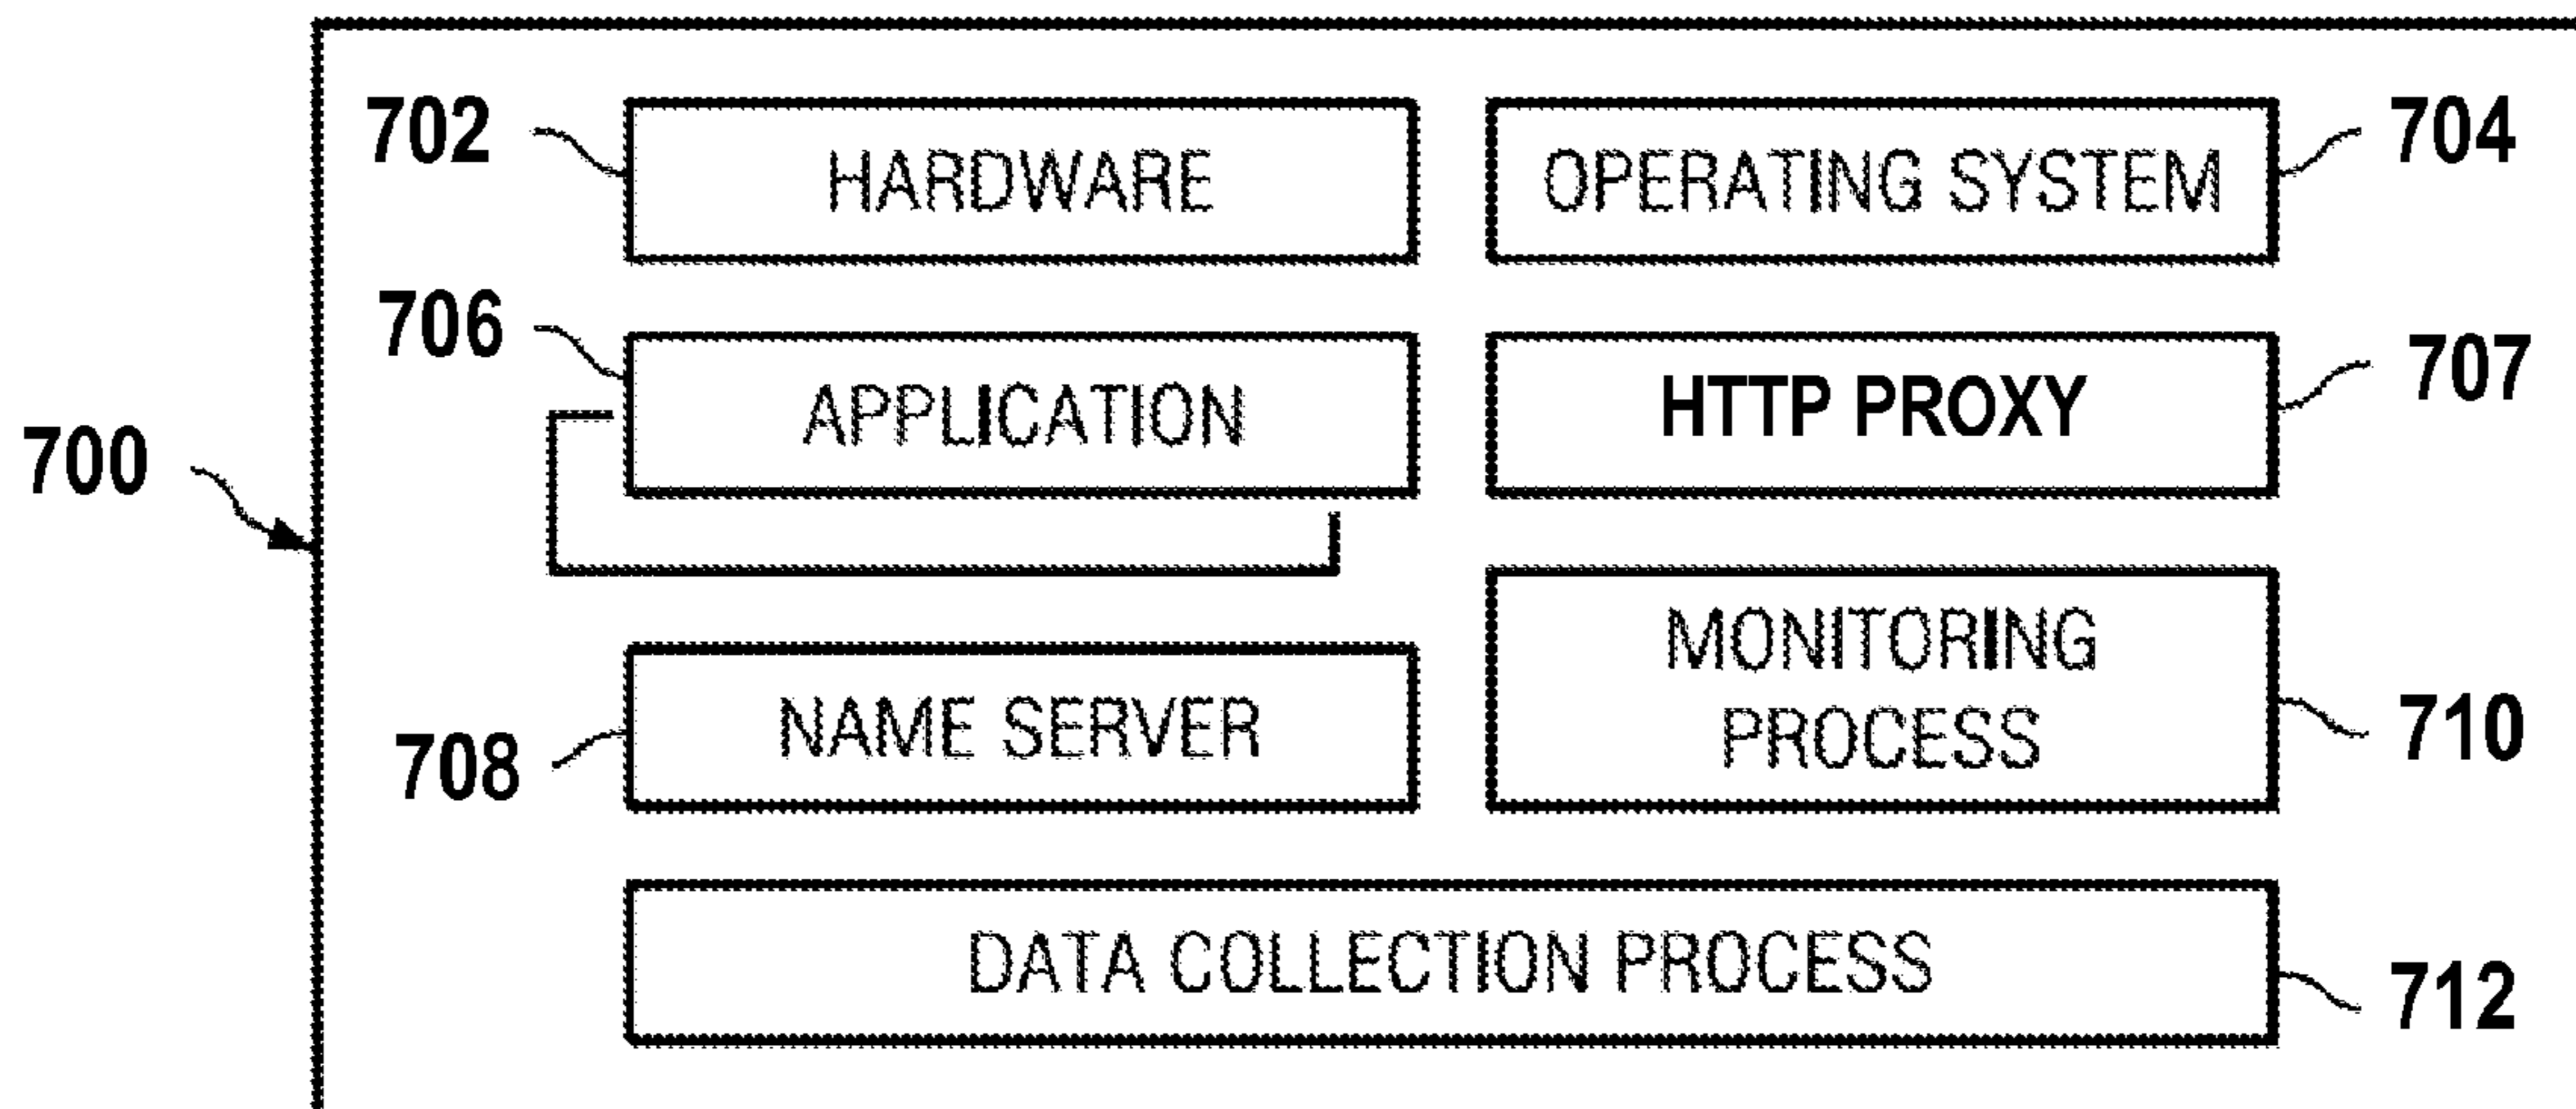 702 HARDWARE OPERATING SYSTEM 704
706 APPLICATION HTTP PROXY 707
700
MONITORING
PROCESS 710
708 NAME SERVER
DATA COLLECTION PROCESS 712